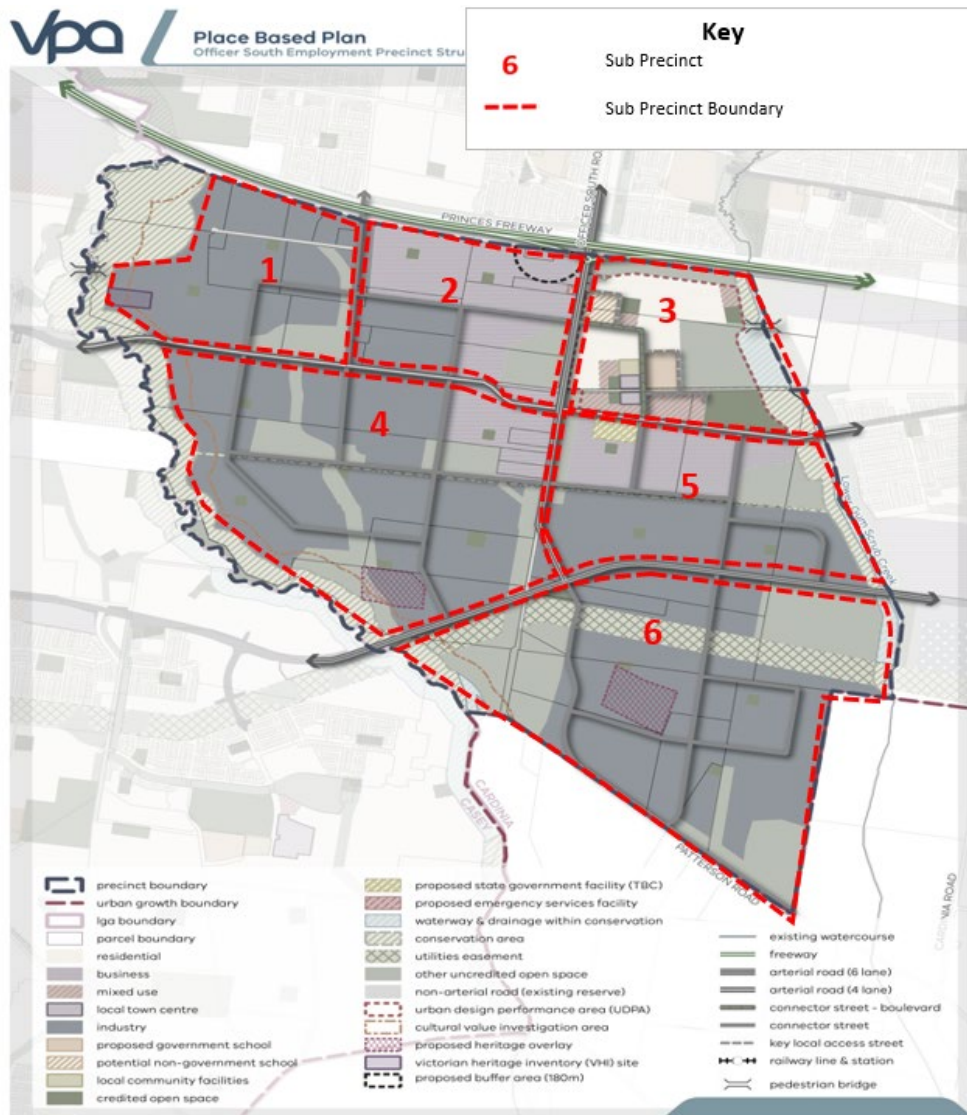 vpa
Place Based Plan
Officer South Employment Precinct Stru
Key
6
Sub Precinct
Sub Precinct Boundary
OFFICER SOUTH RO
PRINCES FREEWAY
1
2
3
4
5
6
Lower Gum Scrub Creek
CARDINIA
CASEY
PATTERSON ROAD
CARDINIA ROAD
precinct boundary
urban growth boundary
lga boundary
parcel boundary
residential
business
mixed use
local town centre
industry
proposed government school
potential non-government school
local community facilities
credited open space
proposed state government facility (TBC)
proposed emergency services facility
waterway & drainage within conservation
conservation area
utilities easement
other uncredited open space
non-arterial road (existing reserve)
urban design performance area (UDPA)
cultural value investigation area
proposed heritage overlay
victorian heritage inventory (VHI) site
proposed buffer area (180m)
existing watercourse
freeway
arterial road (6 lane)
arterial road (4 lane)
connector street - boulevard
connector street
key local access street
railway line & station
pedestrian bridge